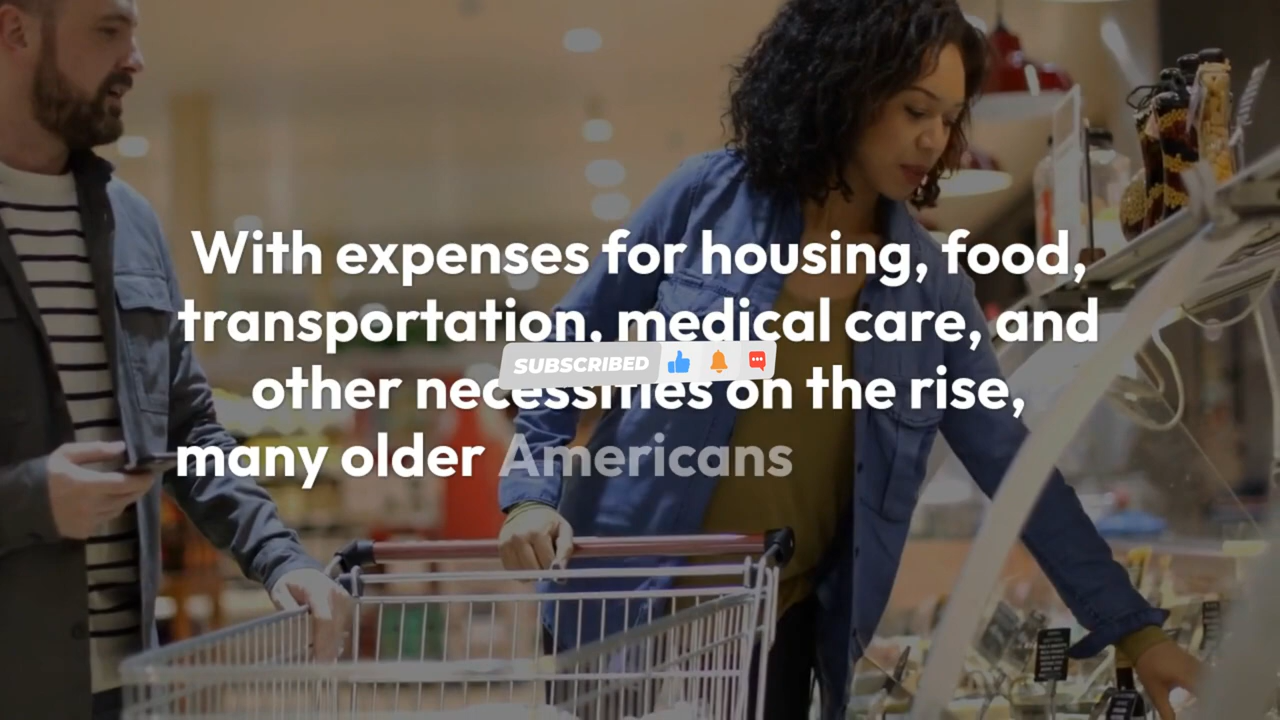 With expenses for housing, food,
transportation, medical care, and
SUBSCRIBED
other necessities on the rise,
many older Americans